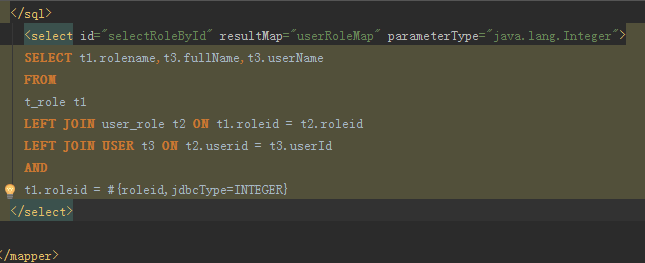 </sql>
<select id="selectRoleById" resultMap="userRoleMap" parameterType="java.lang.Integer">
SELECT t1.rolename,t3.fullName,t3.userName
FROM
t_role t1
LEFT JOIN user_role t2 ON t1.roleid = t2.roleid
LEFT JOIN USER t3 ON t2.userid = t3.userId
AND
t1.roleid = #{roleid,jdbcType=INTEGER}
</select>
</mapper>